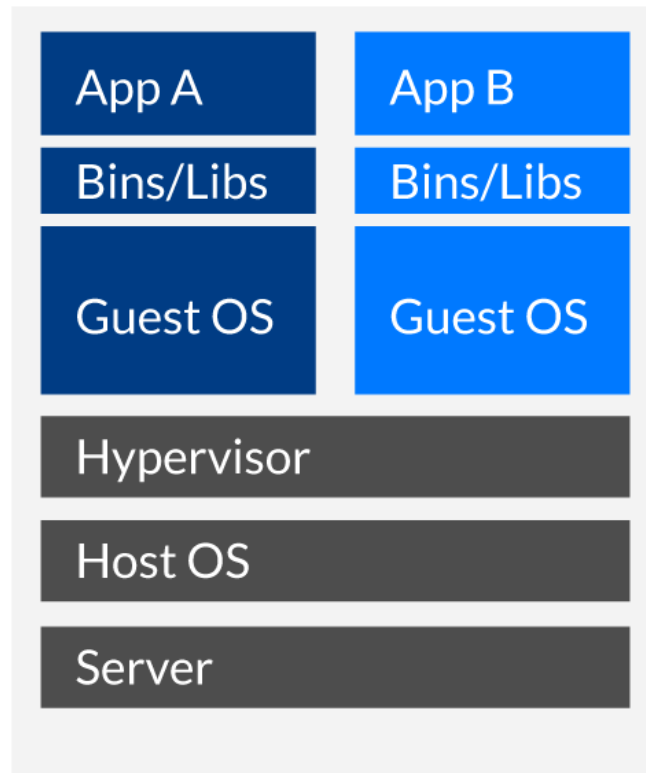 App A
App B
Bins/Libs
Bins/Libs
Guest OS
Guest OS
Hypervisor
Host OS
Server